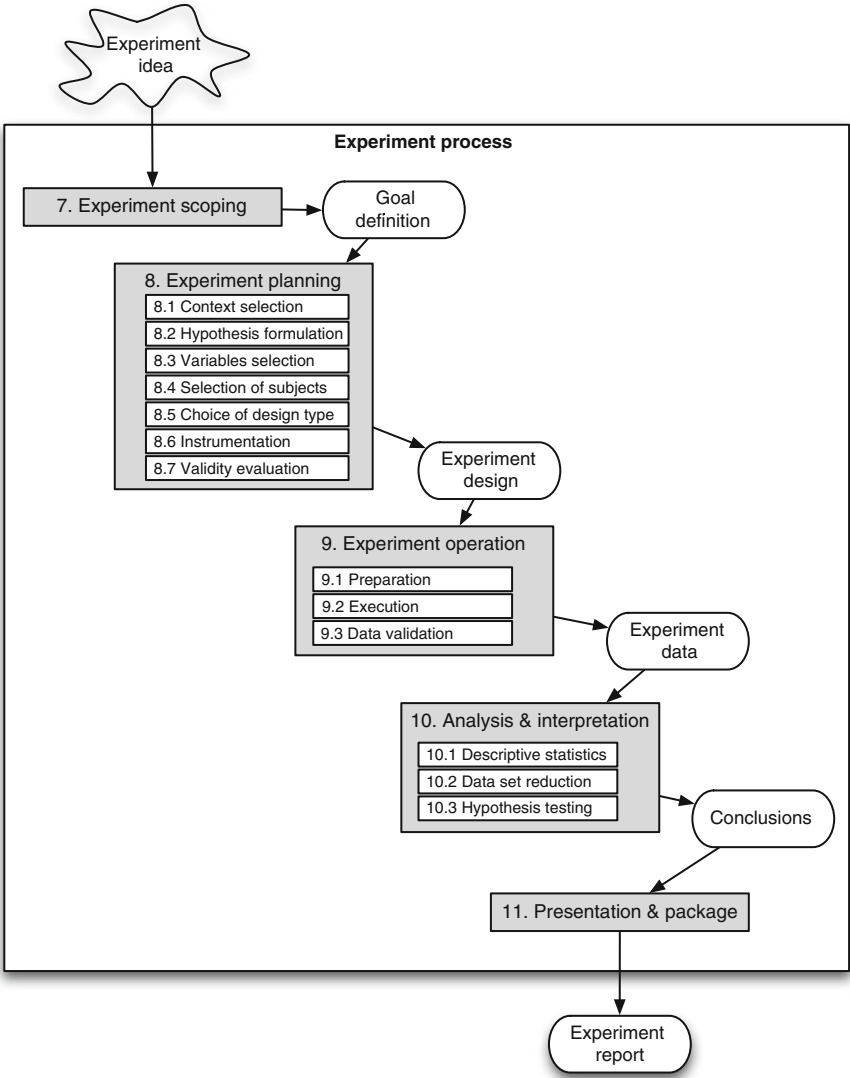 Experiment
idea
Experiment process
7. Experiment scoping
Goal
definition
8. Experiment planning
8.1 Context selection
8.2 Hypothesis formulation
8.3 Variables selection
8.4 Selection of subjects
8.5 Choice of design type
8.6 Instrumentation
8.7 Validity evaluation
Experiment
design
9. Experiment operation
9.1 Preparation
9.2 Execution
9.3 Data validation
Experiment
data
10. Analysis & interpretation
10.1 Descriptive statistics
10.2 Data set reduction
10.3 Hypothesis testing
Conclusions
11. Presentation & package
Experiment
report